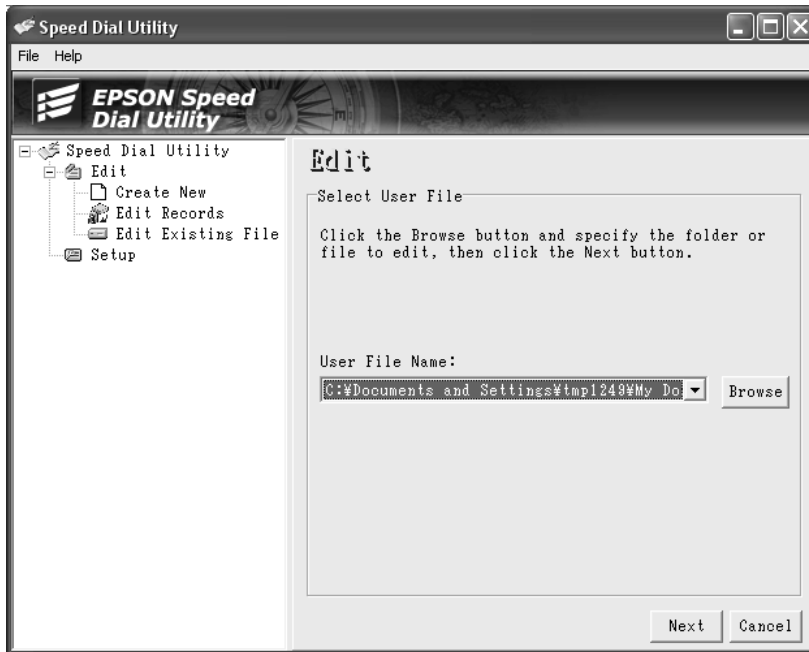 Speed Dial Utility
File Help
EPSON Speed
Dial Utility
Speed Dial Utility
Edit
Create New
Edit Records
Edit Existing File
Setup
Edit
Select User File
Click the Browse button and specify the folder or
file to edit, then click the Next button.
User File Name:
C:¥Documents and Settings¥tmp1249¥My Do
Browse
Next Cancel